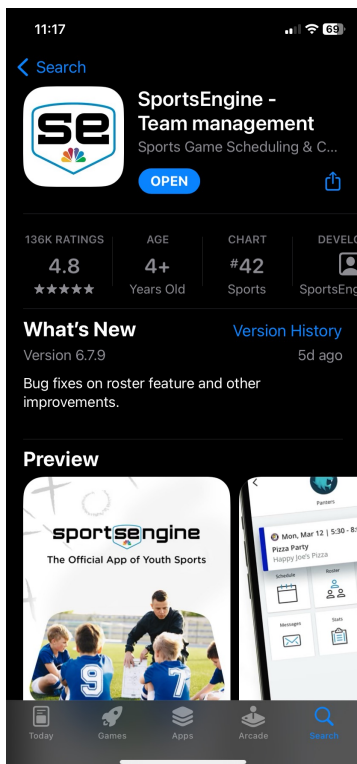 11:17
69
Search
se
SportsEngine -
Team management
Sports Game Scheduling & C...
OPEN
136K RATINGS
AGE
CHART
DEVELO
4.8
4+
#42
Years Old
Sports
SportsEng
What's New
Version History
Version 6.7.9
5d ago
Bug fixes on roster feature and other
improvements.
Preview
sportsengine
The Official App of Youth Sports
9
7
Panters
Mon, Mar 12 | 5:30 - 8:
Pizza Party
Happy Joe's Pizza
Schedule
Roster
Messages
Stats
Today
Games
Apps
Arcade
Search